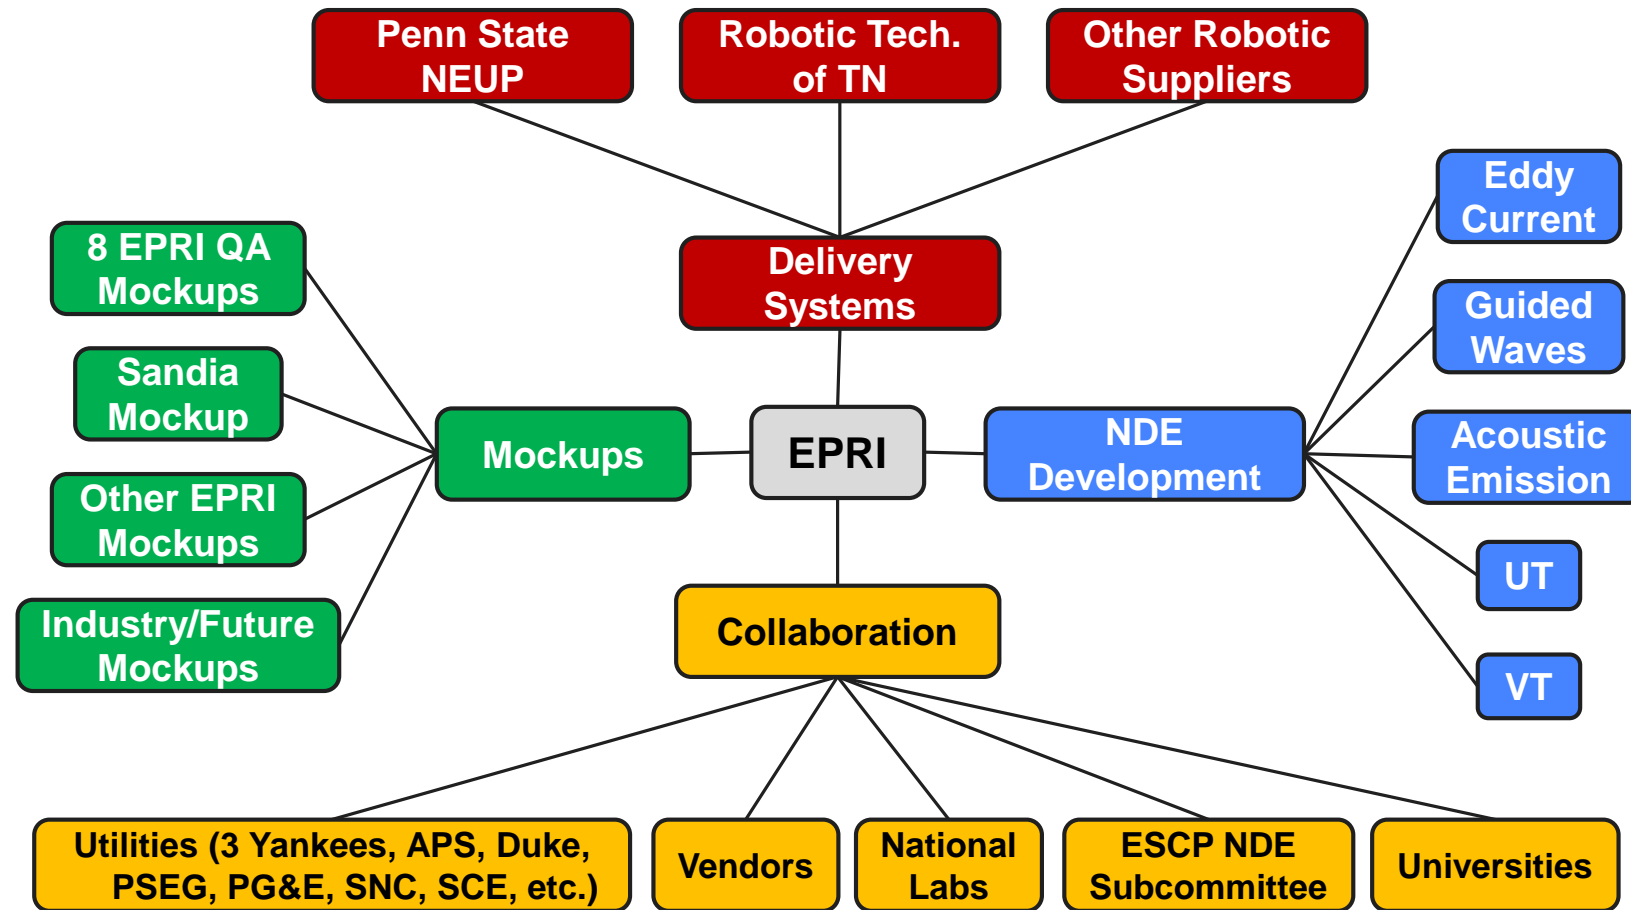 Penn State
NEUP
Robotic Tech.
of TN
Other Robotic
Suppliers
Delivery
Systems
8 EPRI QA
Mockups
Sandia
Mockup
Other EPRI
Mockups
Industry/Future
Mockups
Mockups
EPRI
NDE
Development
Eddy
Current
Guided
Waves
Acoustic
Emission
UT
VT
Collaboration
Utilities (3 Yankees, APS, Duke,
PSEG, PG&E, SNC, SCE, etc.)
Vendors
National
Labs
ESCP NDE
Subcommittee
Universities